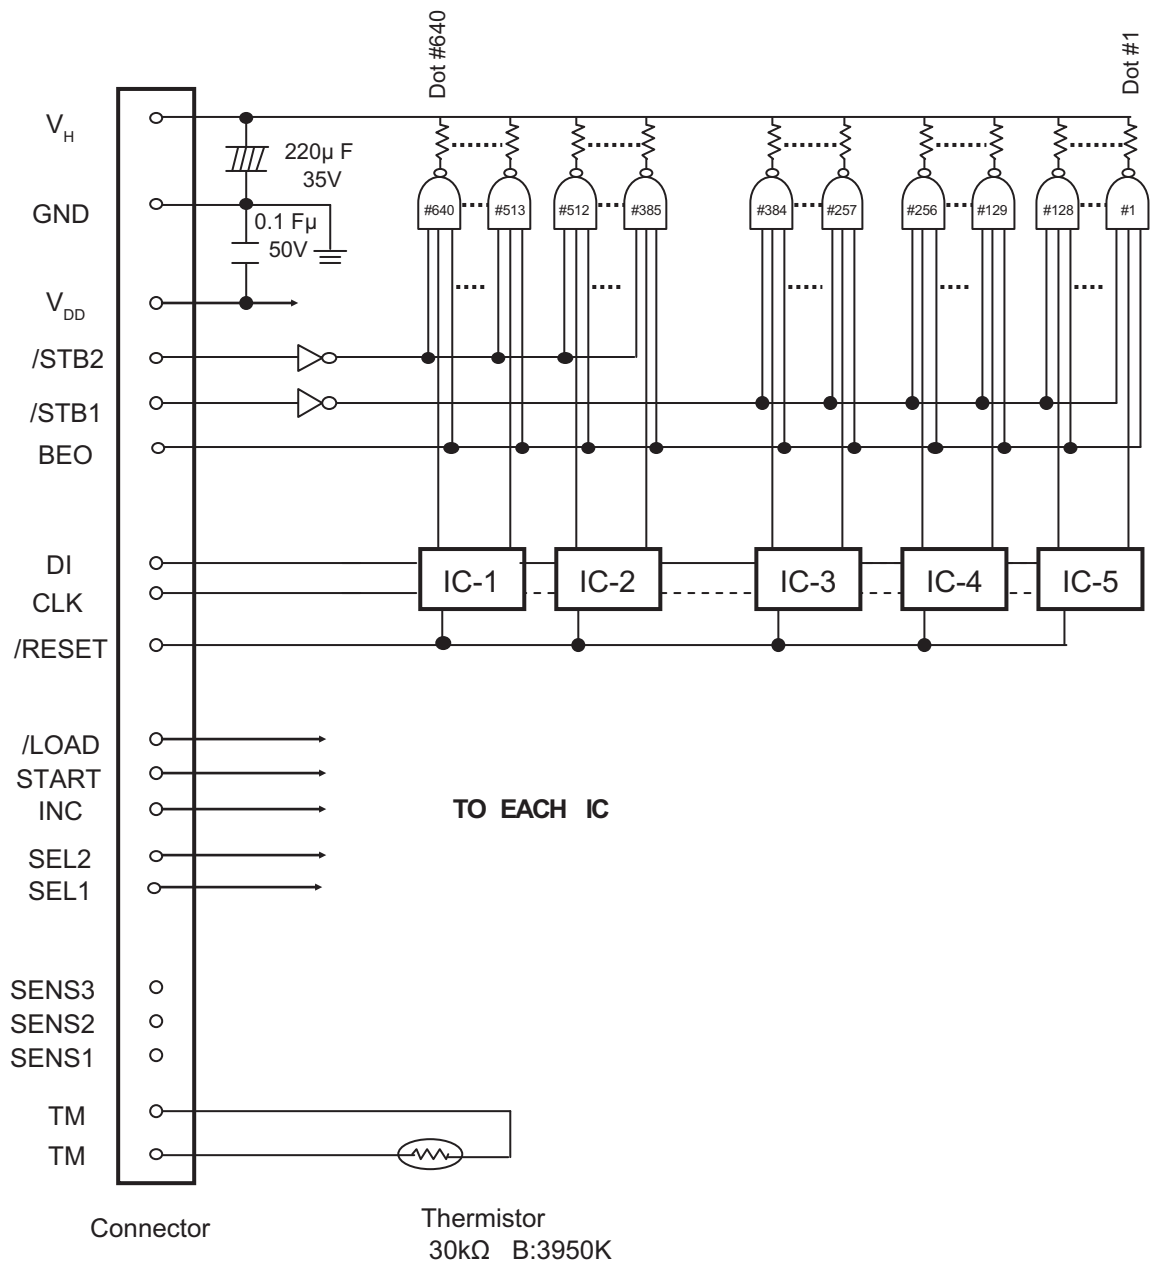 Dot #640
Dot #1
V_H
220µ F
35V
GND
0.1 Fµ
50V
#640
#513
#512
#385
#384
#257
#256
#129
#128
#1
V_DD
/STB2
/STB1
BEO
DI
CLK
IC-1
IC-2
IC-3
IC-4
IC-5
/RESET
/LOAD
START
INC
TO EACH IC
SEL2
SEL1
SENS3
SENS2
SENS1
TM
TM
Connector
Thermistor
30kΩ B:3950K